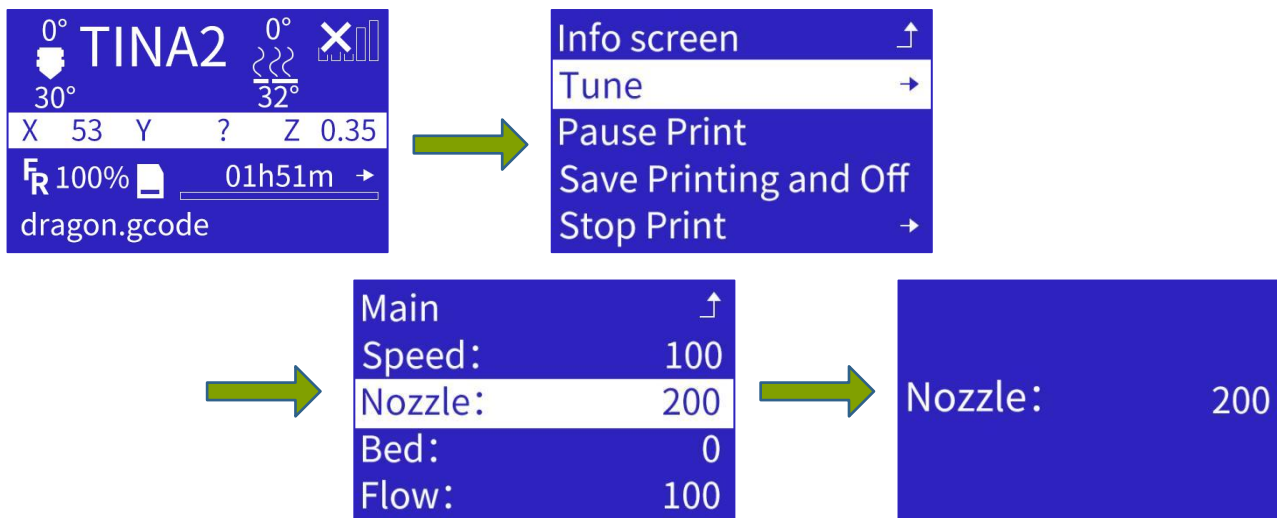 0° TINA2 0°
30° 32°
X 53 Y ? Z 0.35
FR 100% 01h51m
dragon.gcode
Info screen
Tune
Pause Print
Save Printing and Off
Stop Print
Main
Speed: 100
Nozzle: 200
Bed: 0
Flow: 100
Nozzle: 200